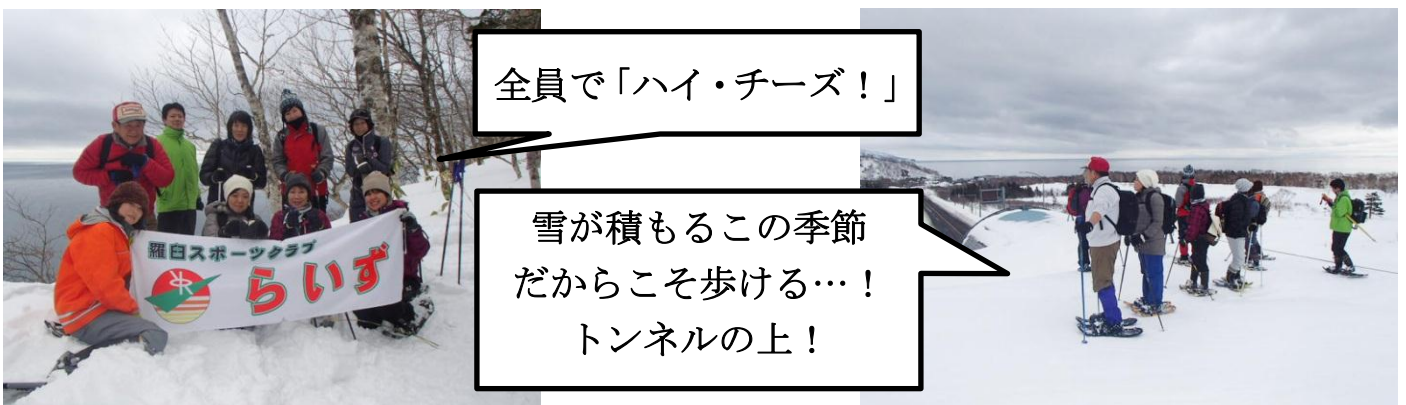 全員で「ハイ・チーズ！」
羅臼スポーツクラブ
らいず
雪が積もるこの季節
だからこそ歩ける…！
トンネルの上！